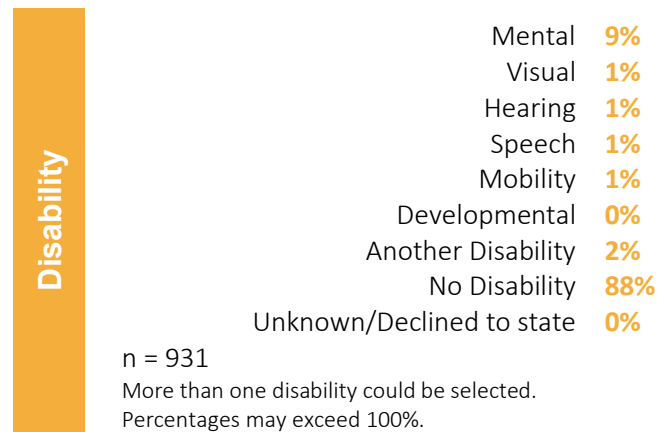 Disability
Mental 9%
Visual 1%
Hearing 1%
Speech 1%
Mobility 1%
Developmental 0%
Another Disability 2%
No Disability 88%
Unknown/Declined to state 0%
n = 931
More than one disability could be selected.
Percentages may exceed 100%.